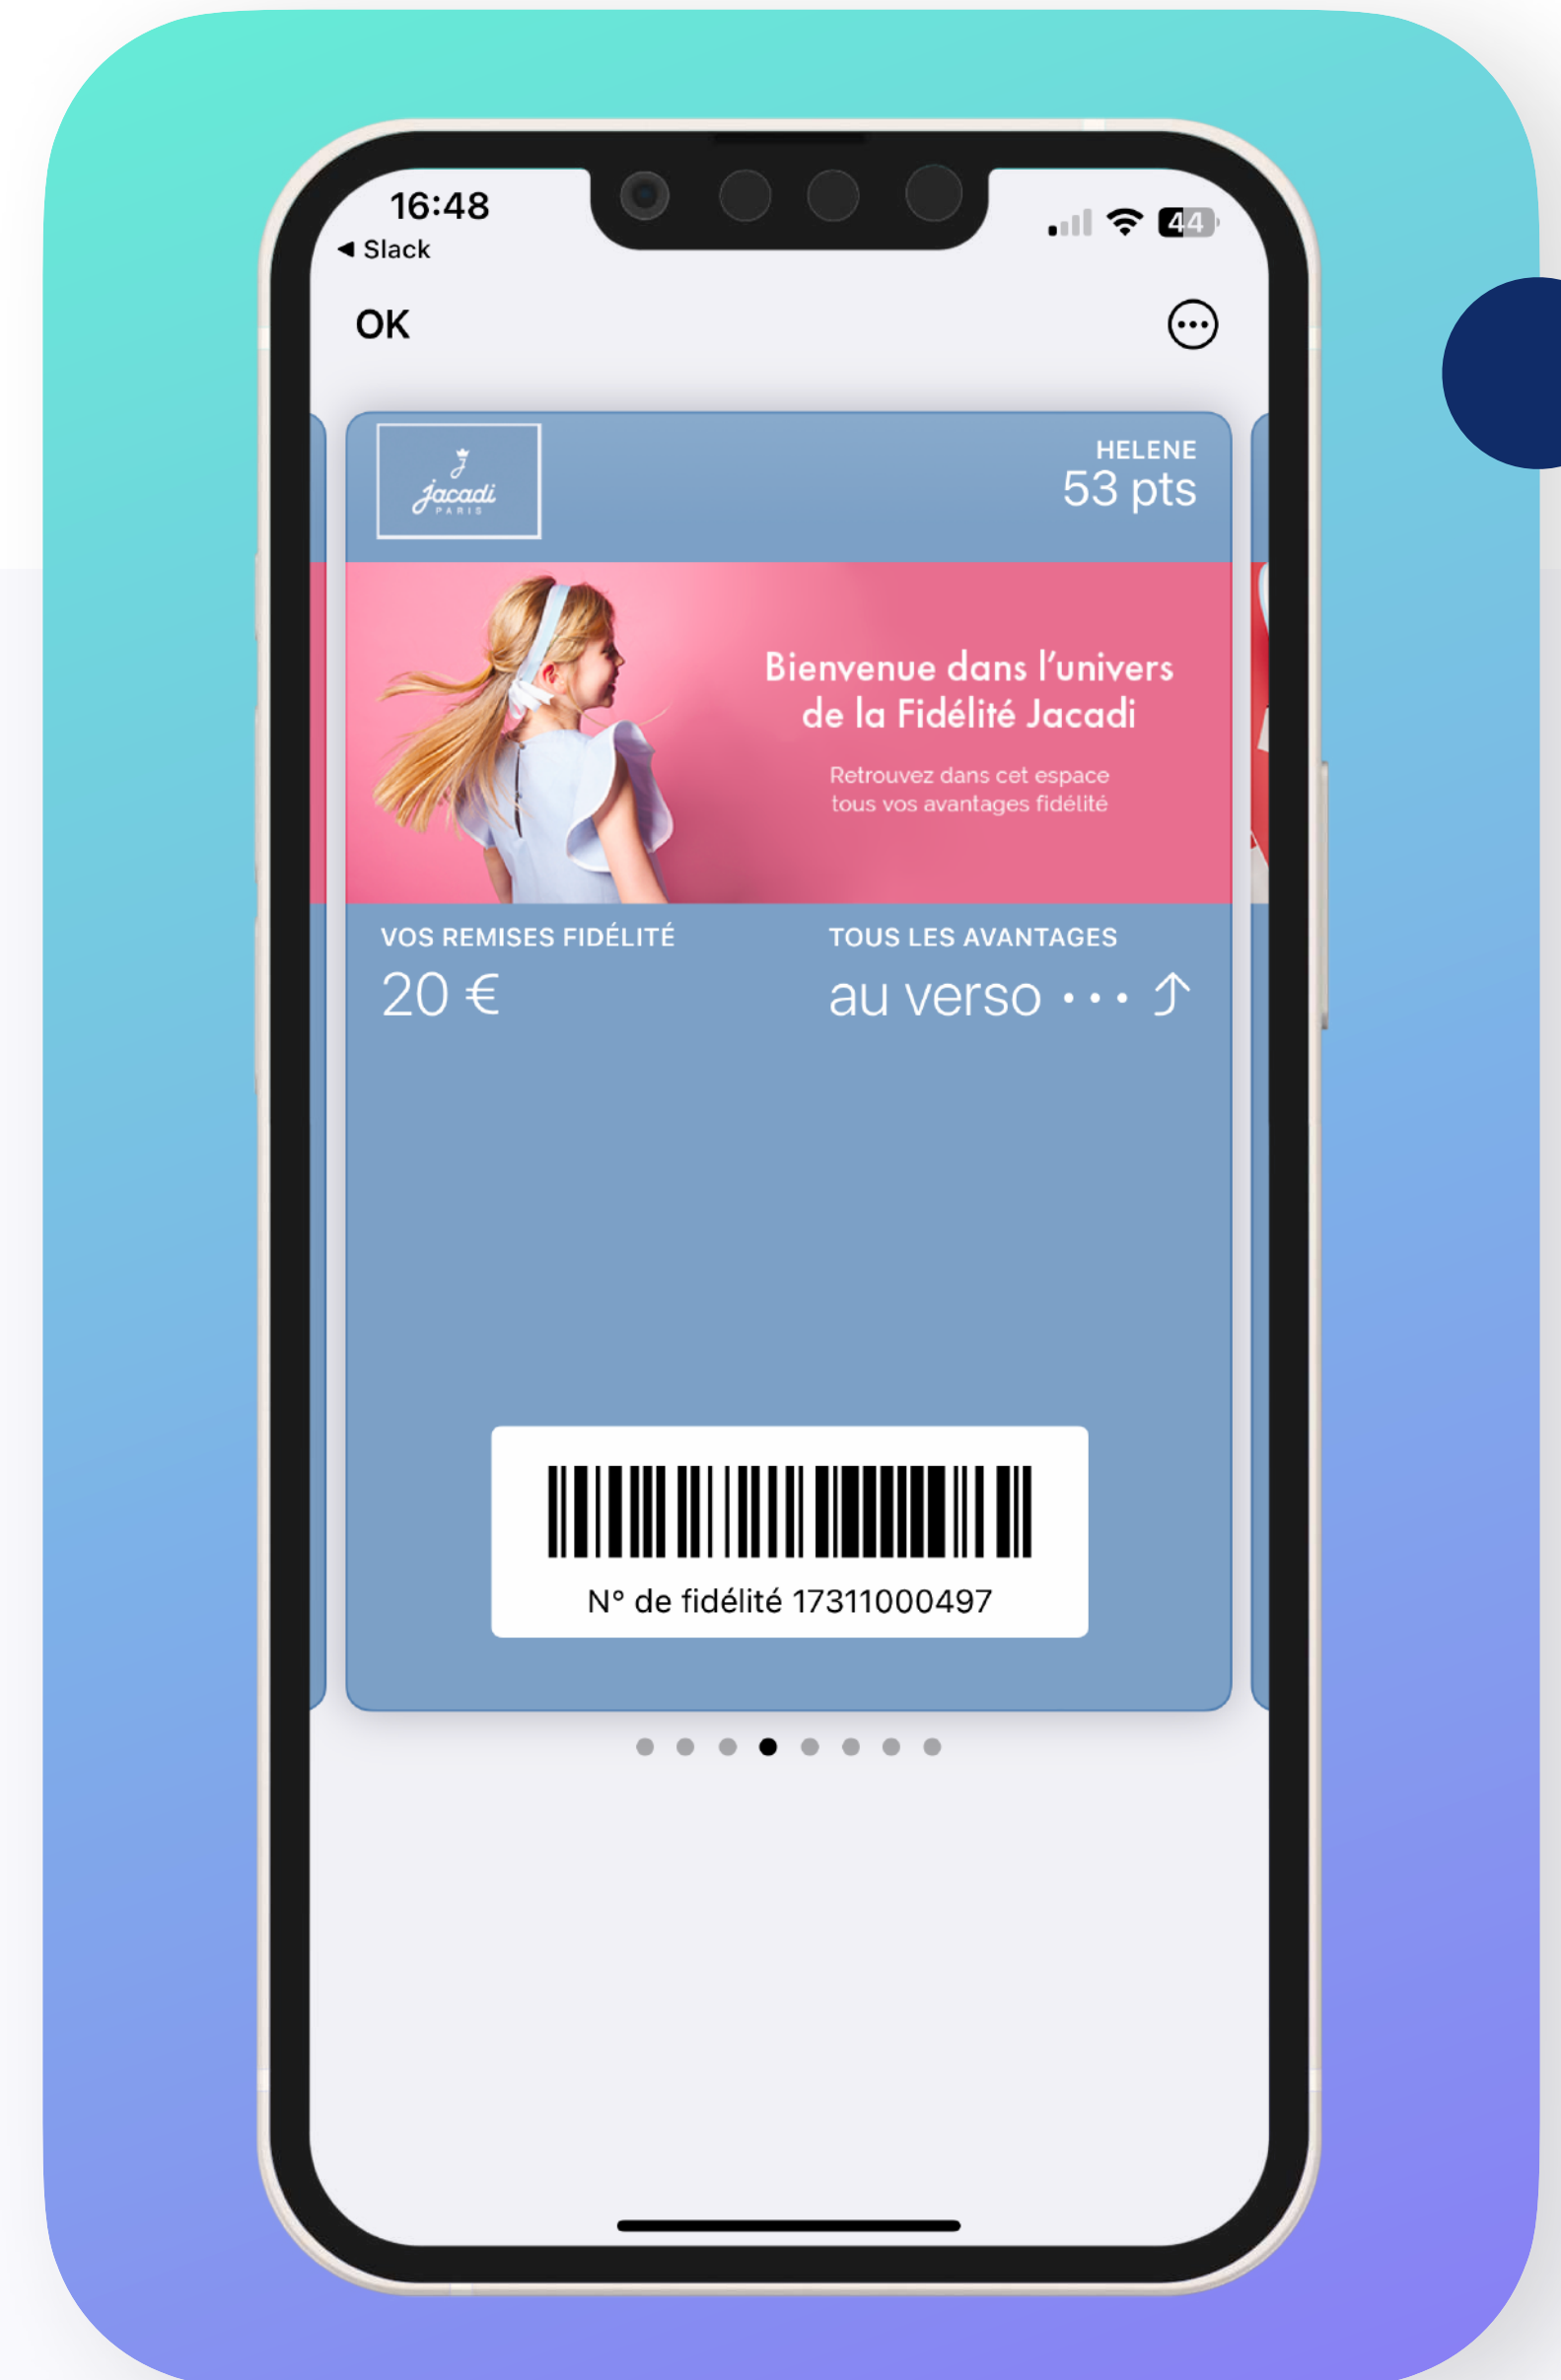 16:48
44
◀ Slack
OK
jacadi
PARIS
HELENE
53 pts
Bienvenue dans l’univers
de la Fidélité Jacadi
Retrouvez dans cet espace
tous vos avantages fidélité
VOS REMISES FIDÉLITÉ
20 €
TOUS LES AVANTAGES
au verso ••• ⤴
N° de fidélité 17311000497